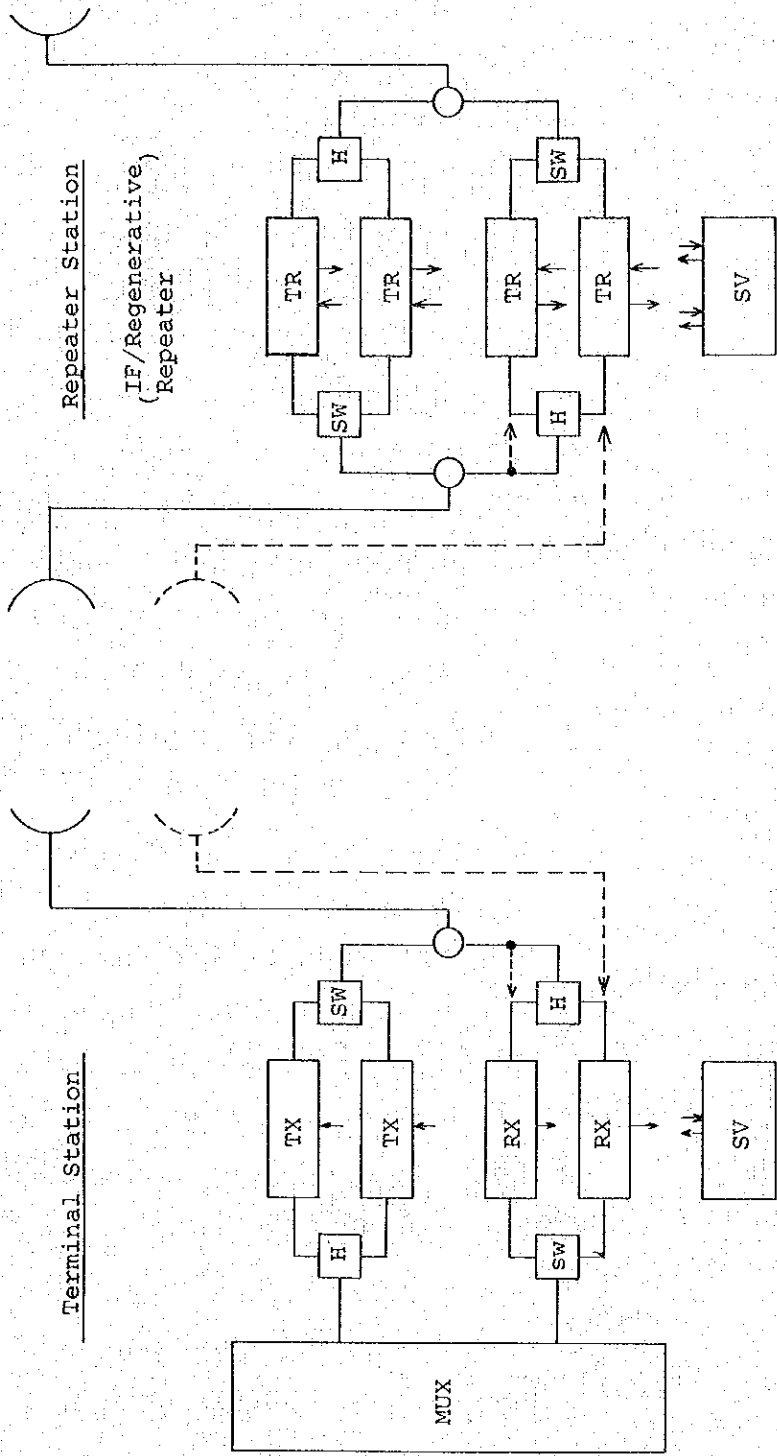 Terminal Station
Repeater Station
(IF/Regenerative)
Repeater
MUX
H
TX
TX
SW
SW
RX
RX
H
SV
SW
TR
TR
H
H
TR
TR
SW
SV